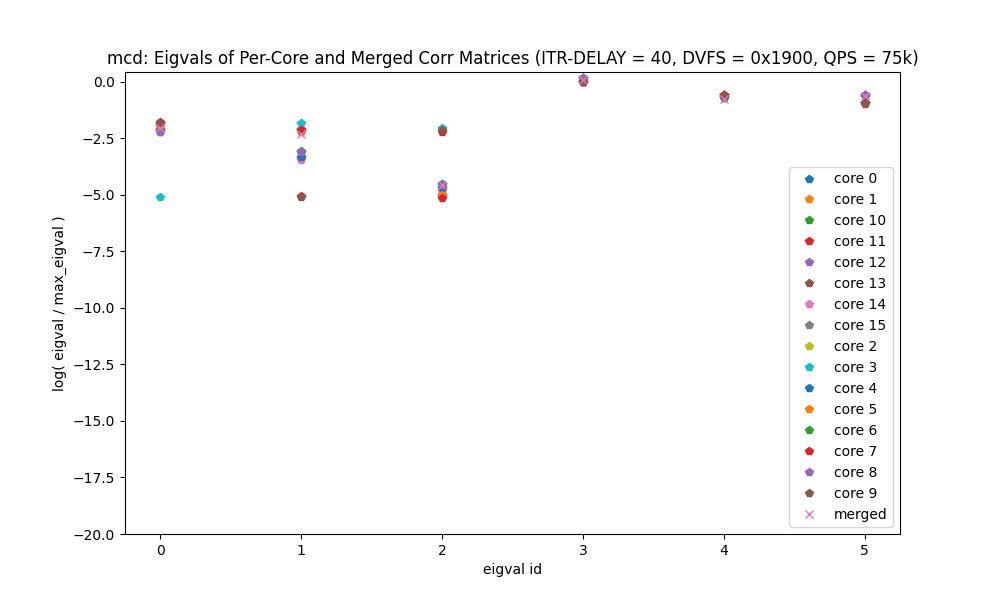 mcd: Eigvals of Per-Core and Merged Corr Matrices (ITR-DELAY = 40, DVFS = 0x1900, QPS = 75k)
log( eigval / max_eigval )
0.0
−2.5
−5.0
−7.5
−10.0
−12.5
−15.0
−17.5
−20.0
core 0
core 1
core 10
core 11
core 12
core 13
core 14
core 15
core 2
core 3
core 4
core 5
core 6
core 7
core 8
core 9
merged
0 1 2 3 4 5
eigval id